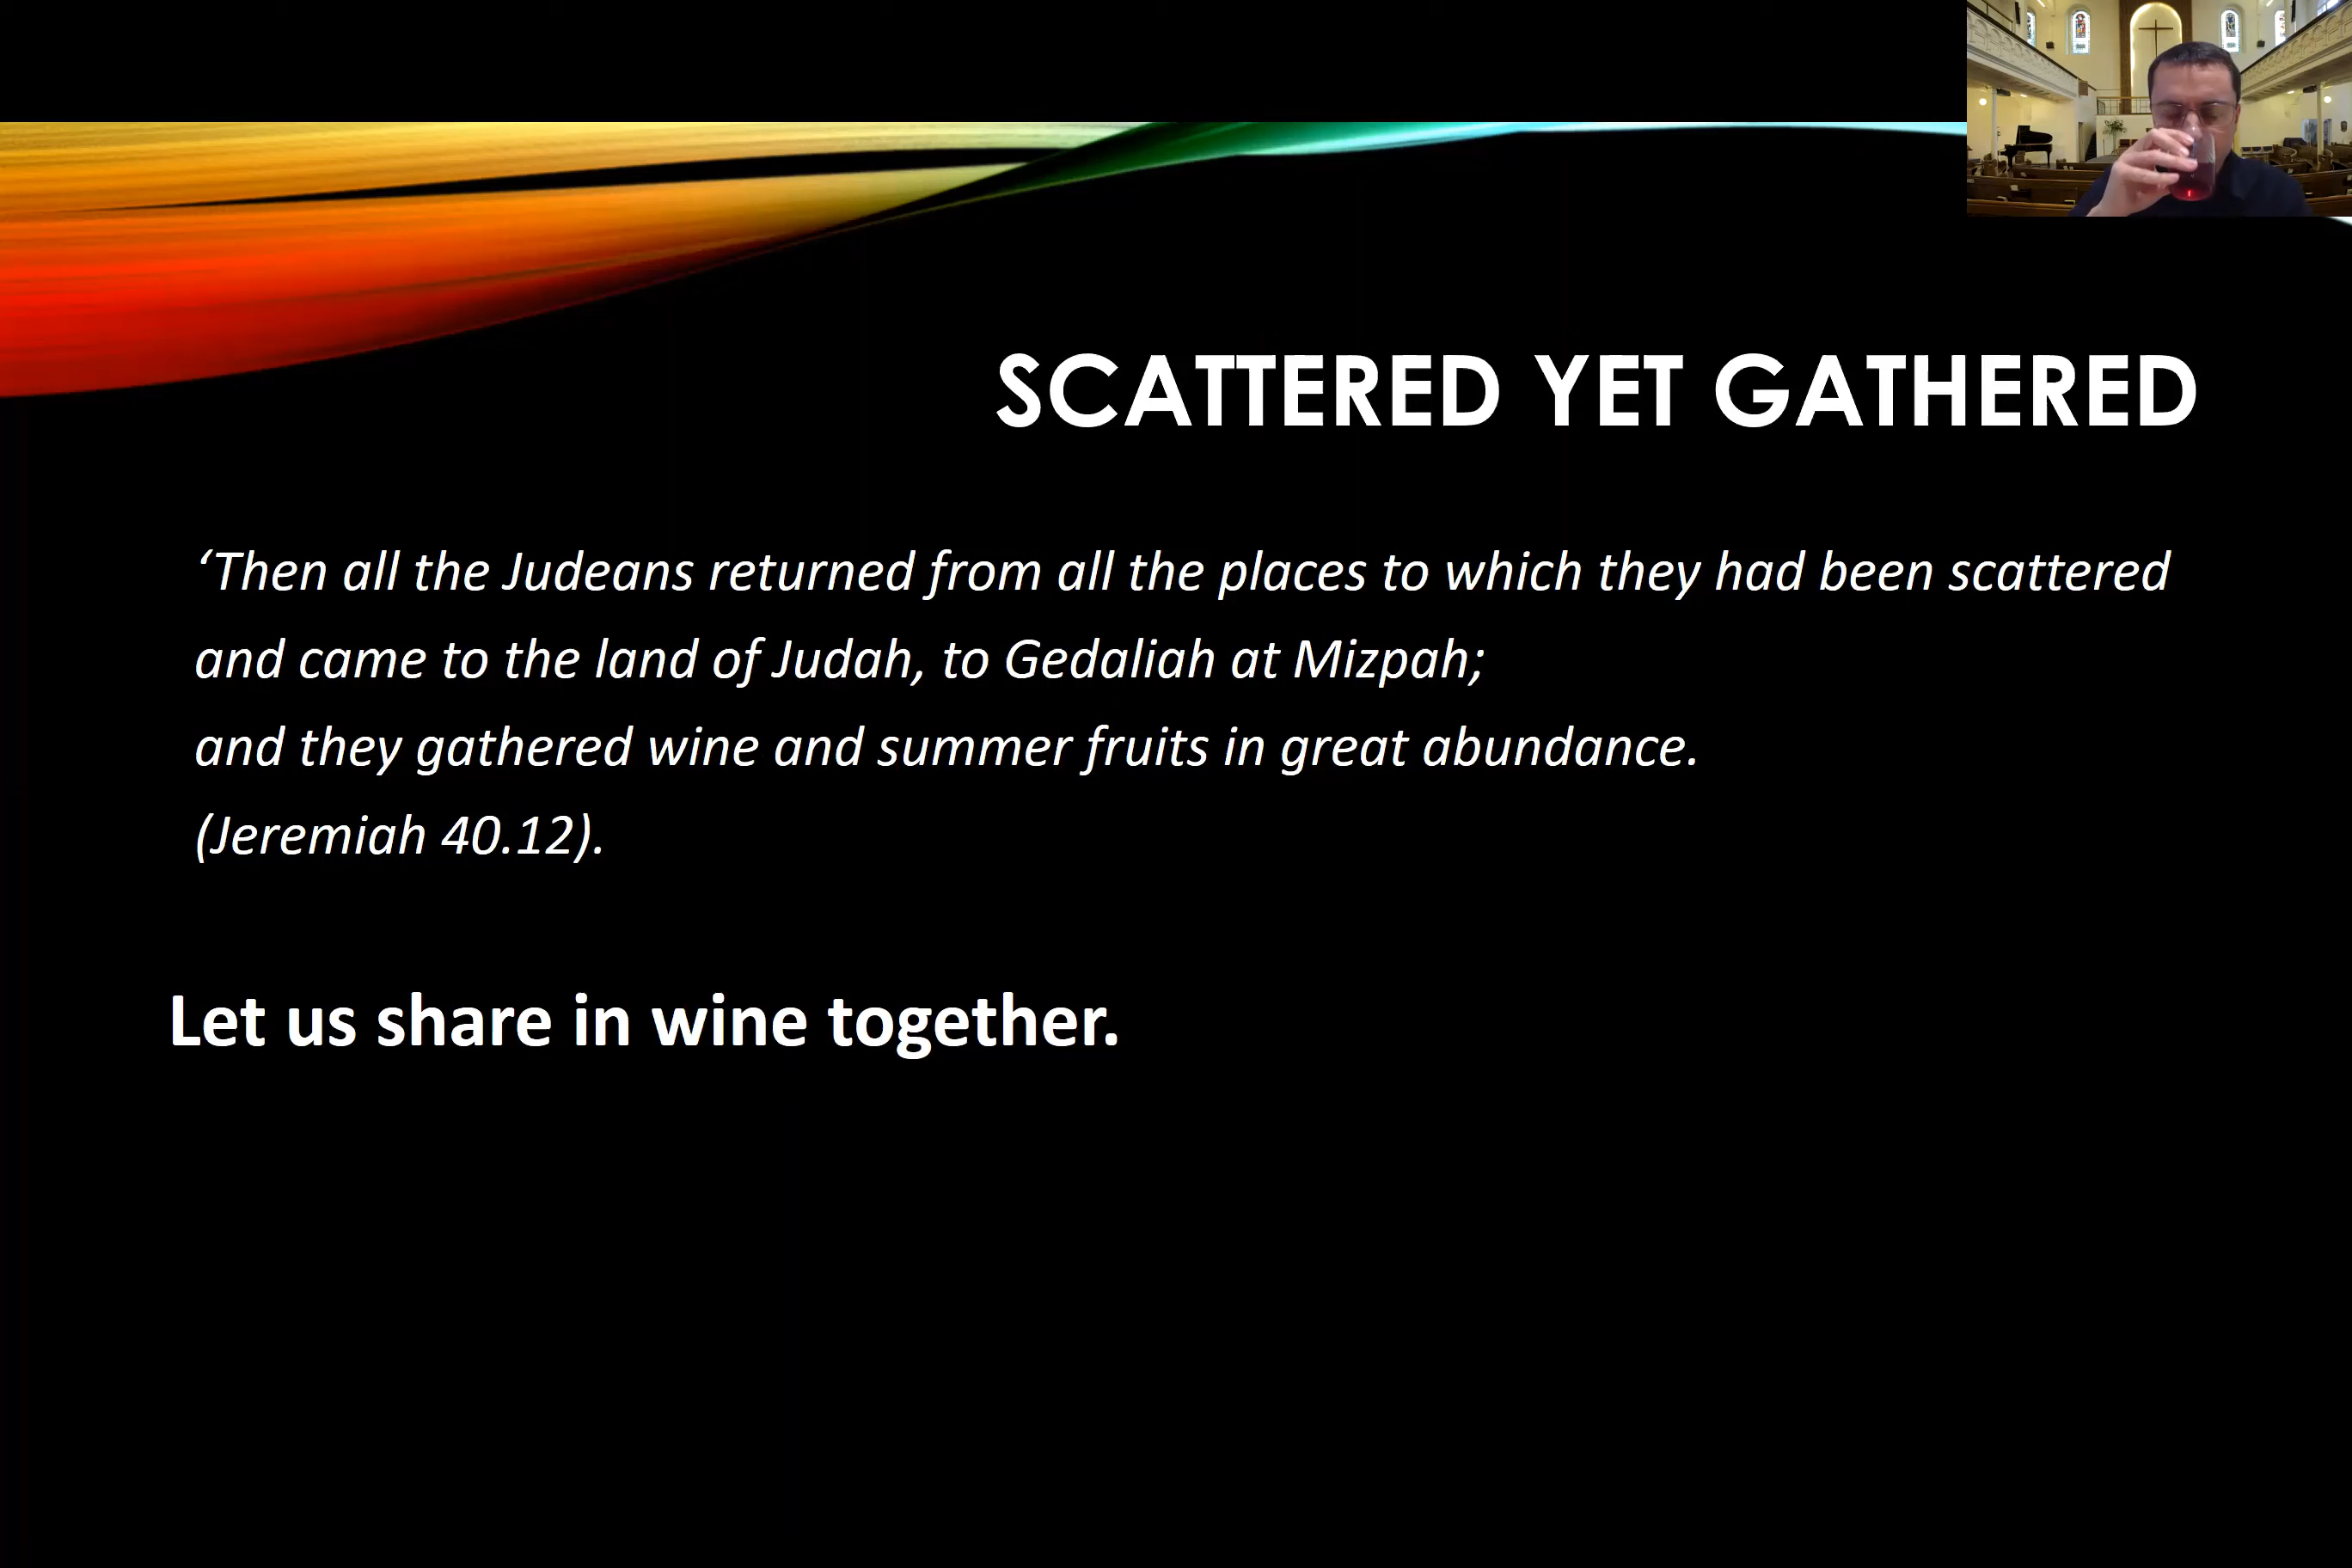 SCATTERED YET GATHERED
‘Then all the Judeans returned from all the places to which they had been scattered
and came to the land of Judah, to Gedaliah at Mizpah;
and they gathered wine and summer fruits in great abundance.
(Jeremiah 40.12).
Let us share in wine together.